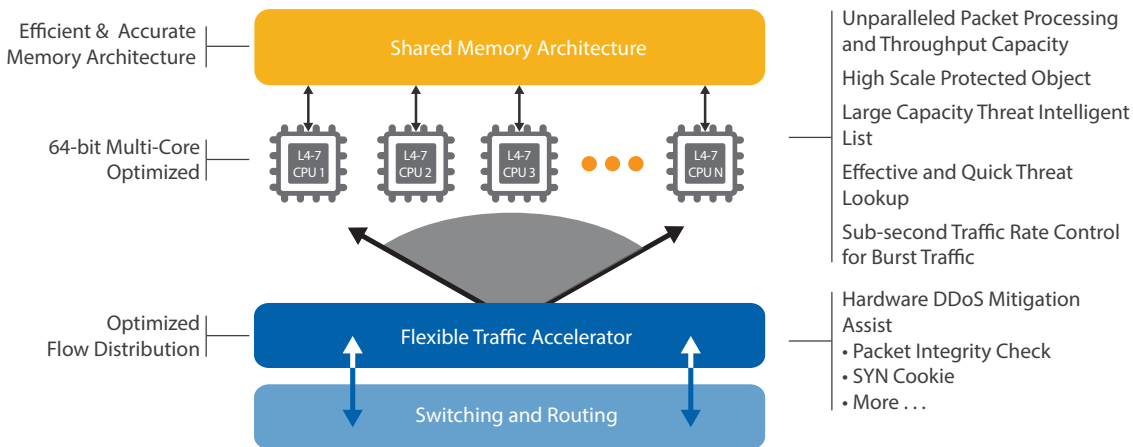 Efficient & Accurate
Memory Architecture
Shared Memory Architecture
Unparalleled Packet Processing
and Throughput Capacity
High Scale Protected Object
Large Capacity Threat Intelligent
List
Effective and Quick Threat
Lookup
Sub-second Traffic Rate Control
for Burst Traffic
64-bit Multi-Core
Optimized
L4-7
CPU 1
L4-7
CPU 2
L4-7
CPU 3
L4-7
CPU N
Optimized
Flow Distribution
Flexible Traffic Accelerator
Hardware DDoS Mitigation
Assist
• Packet Integrity Check
• SYN Cookie
• More . . .
Switching and Routing